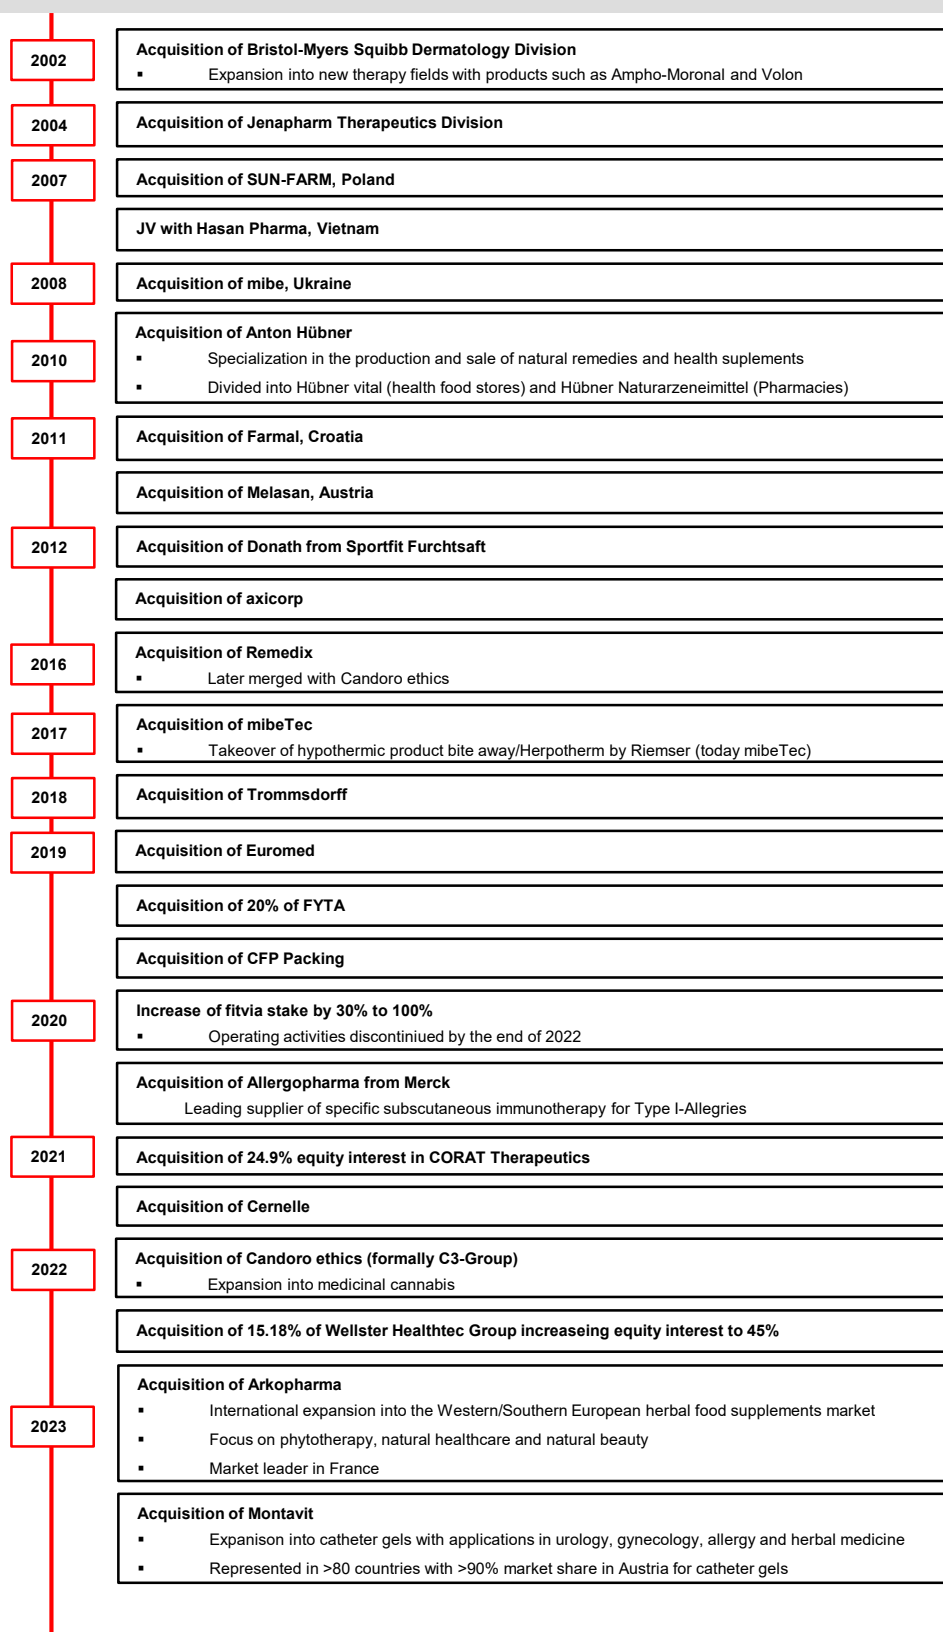 2002
Acquisition of Bristol-Myers Squibb Dermatology Division
▪ Expansion into new therapy fields with products such as Ampho-Moronal and Volon
2004
Acquisition of Jenapharm Therapeutics Division
2007
Acquisition of SUN-FARM, Poland
JV with Hasan Pharma, Vietnam
2008
Acquisition of mibe, Ukraine
2010
Acquisition of Anton Hübner
▪ Specialization in the production and sale of natural remedies and health suplements
▪ Divided into Hübner vital (health food stores) and Hübner Naturarzeneimittel (Pharmacies)
2011
Acquisition of Farmal, Croatia
Acquisition of Melasan, Austria
2012
Acquisition of Donath from Sportfit Furchtsaft
Acquisition of axicorp
2016
Acquisition of Remedix
▪ Later merged with Candoro ethics
2017
Acquisition of mibeTec
▪ Takeover of hypothermic product bite away/Herpotherm by Riemser (today mibeTec)
2018
Acquisition of Trommsdorff
2019
Acquisition of Euromed
Acquisition of 20% of FYTA
Acquisition of CFP Packing
2020
Increase of fitvia stake by 30% to 100%
▪ Operating activities discontiniued by the end of 2022
Acquisition of Allergopharma from Merck
Leading supplier of specific subscutaneous immunotherapy for Type I-Allegries
2021
Acquisition of 24.9% equity interest in CORAT Therapeutics
Acquisition of Cernelle
2022
Acquisition of Candoro ethics (formally C3-Group)
▪ Expansion into medicinal cannabis
Acquisition of 15.18% of Wellster Healthtec Group increaseing equity interest to 45%
2023
Acquisition of Arkopharma
▪ International expansion into the Western/Southern European herbal food supplements market
▪ Focus on phytotherapy, natural healthcare and natural beauty
▪ Market leader in France
Acquisition of Montavit
▪ Expanison into catheter gels with applications in urology, gynecology, allergy and herbal medicine
▪ Represented in >80 countries with >90% market share in Austria for catheter gels